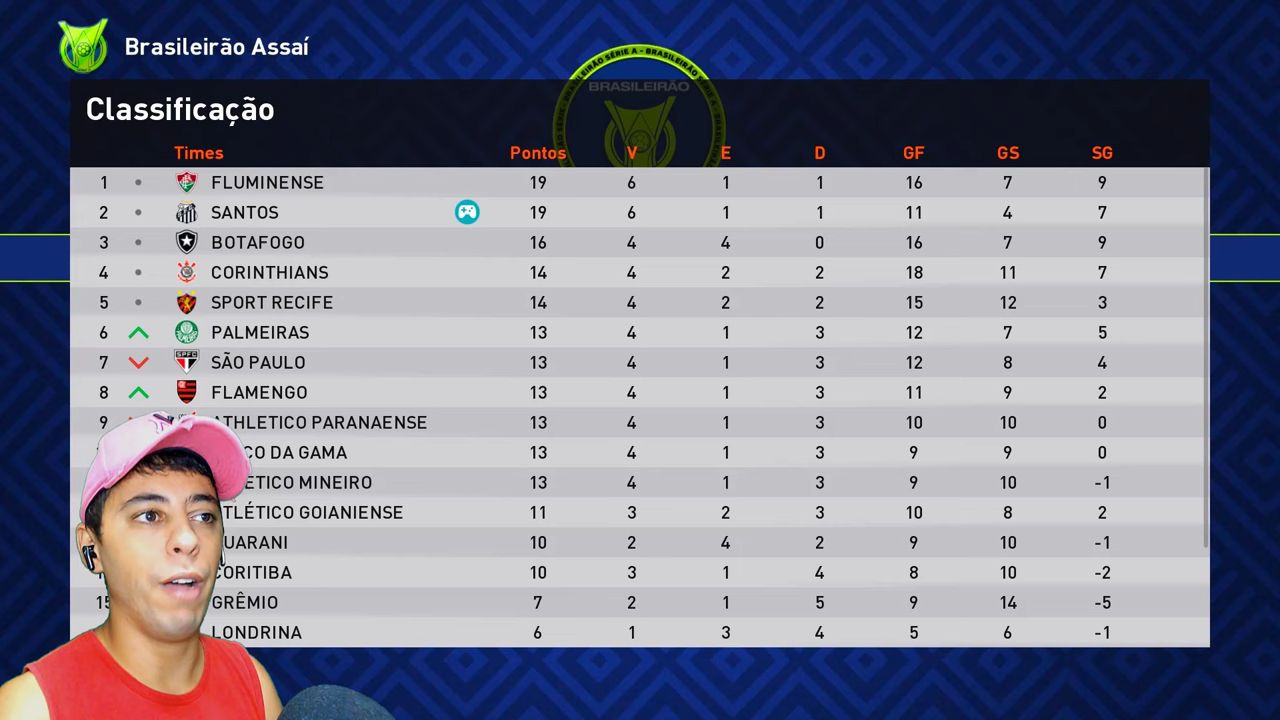 Brasileirão Assaí
BRASILEIRÃO SÉRIE A - BRASILEIRÃO
BRASILEIRÃO
Classificação
Times Pontos V E D GF GS SG
1 FLUMINENSE 19 6 1 1 16 7 9
2 SANTOS 19 6 1 1 11 4 7
3 BOTAFOGO 16 4 4 0 16 7 9
4 CORINTHIANS 14 4 2 2 18 11 7
5 SPORT RECIFE 14 4 2 2 15 12 3
6 PALMEIRAS 13 4 1 3 12 7 5
7 SPFC SÃO PAULO 13 4 1 3 12 8 4
8 FLAMENGO 13 4 1 3 11 9 2
9 ATHLETICO PARANAENSE 13 4 1 3 10 10 0
DA GAMA 13 4 1 3 9 9 0
MINEIRO 13 4 1 3 9 10 -1
GOIANIENSE 11 3 2 3 10 8 2
10 2 4 2 9 10 -1
CORITIBA 10 3 1 4 8 10 -2
15 GRÊMIO 7 2 1 5 9 14 -5
LONDRINA 6 1 3 4 5 6 -1